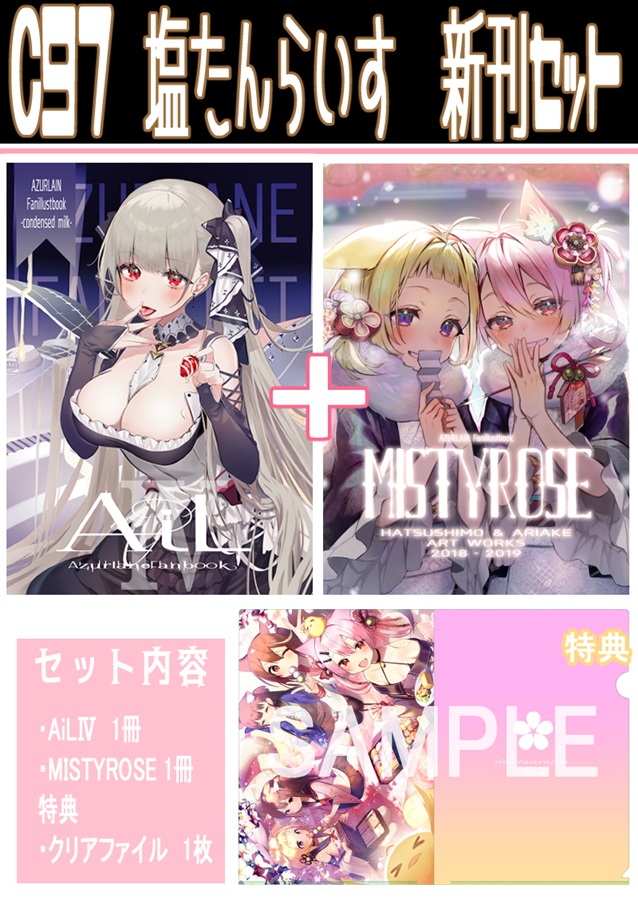 C97 塩たんらいす 新刊セット
AZURLAIN
Fanillustbook
-condensed milk-
AZURLANE
FA
IV
AiL
Azurlanefanbook
AZURLAIN Fanillustbook
MISTYROSE
HATSUSHIMO & ARIAKE
ART WORKS
2018 - 2019
セット内容
・AiLⅣ 1冊
・MISTYROSE 1冊
特典
・クリアファイル 1枚
特典
SAMPLE